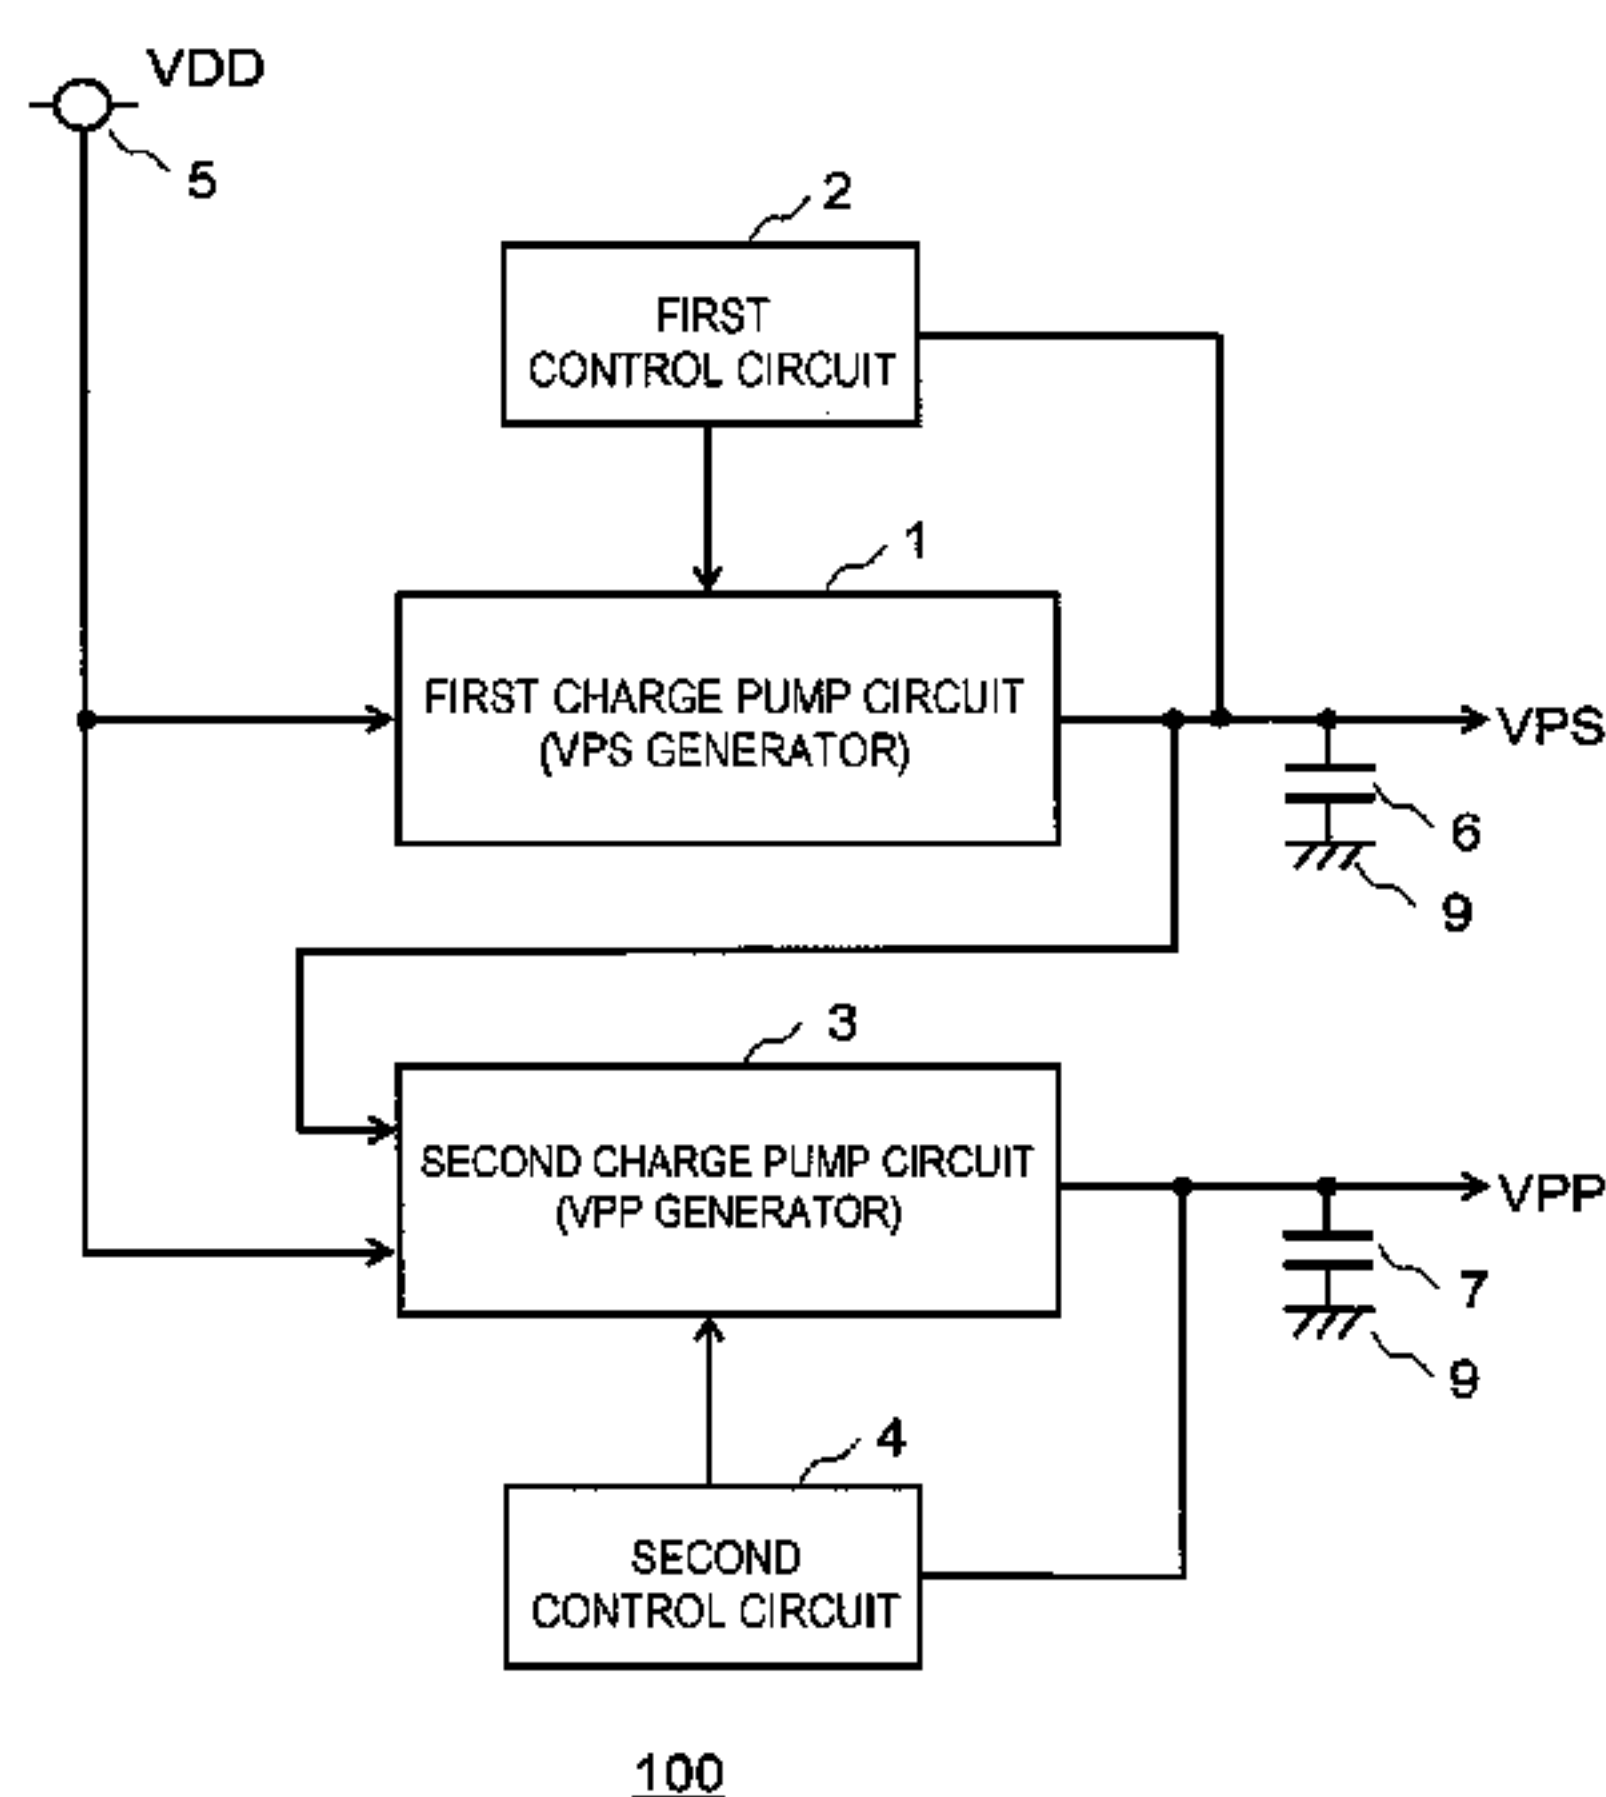 VDD
5
2
FIRST
CONTROL CIRCUIT
1
FIRST CHARGE PUMP CIRCUIT
(VPS GENERATOR)
VPS
6
9
3
SECOND CHARGE PUMP CIRCUIT
(VPP GENERATOR)
VPP
7
9
4
SECOND
CONTROL CIRCUIT
100